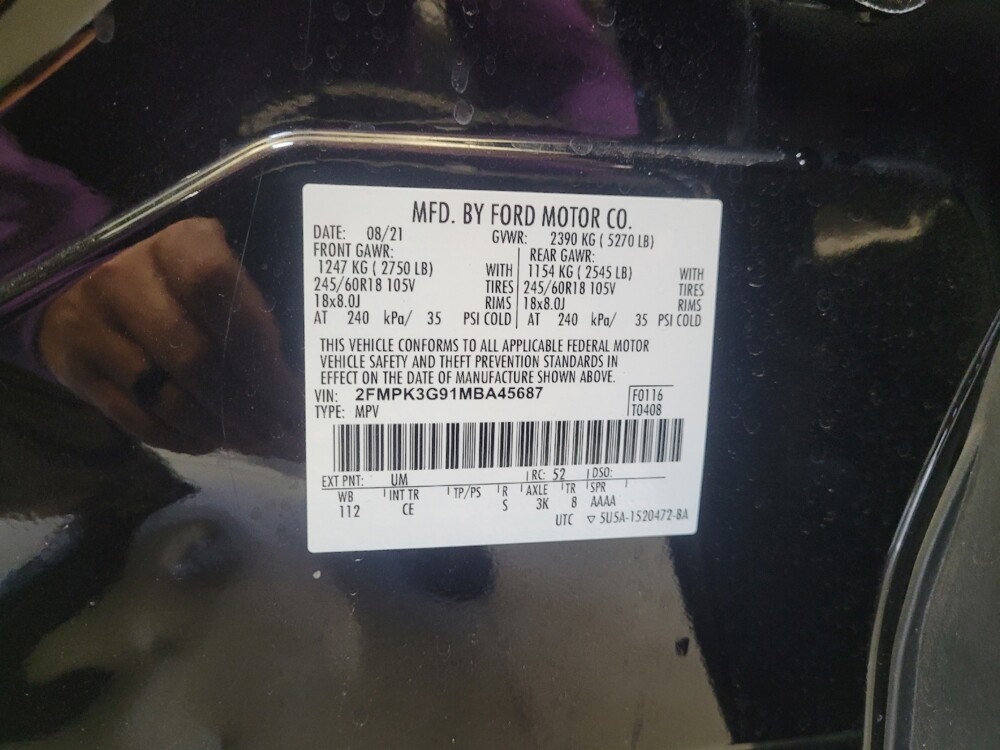 MFD. BY FORD MOTOR CO.
DATE: 08/21 GVWR: 2390 KG ( 5270 LB)
FRONT GAWR: REAR GAWR:
1247 KG ( 2750 LB) WITH 1154 KG ( 2545 LB) WITH
245/60R18 105V TIRES 245/60R18 105V TIRES
18x8.0J RIMS 18x8.0J RIMS
AT 240 kPa/ 35 PSI COLD AT 240 kPa/ 35 PSI COLD
THIS VEHICLE CONFORMS TO ALL APPLICABLE FEDERAL MOTOR
VEHICLE SAFETY AND THEFT PREVENTION STANDARDS IN
EFFECT ON THE DATE OF MANUFACTURE SHOWN ABOVE.
VIN: 2FMPK3G91MBA45687 F0116
TYPE: MPV T0408
EXT PNT: UM RC: 52 DSO:
WB INT TR TP/PS R AXLE TR SPR
112 CE S 3K 8 AAAA
UTC ▽ 5U5A-1520472-BA